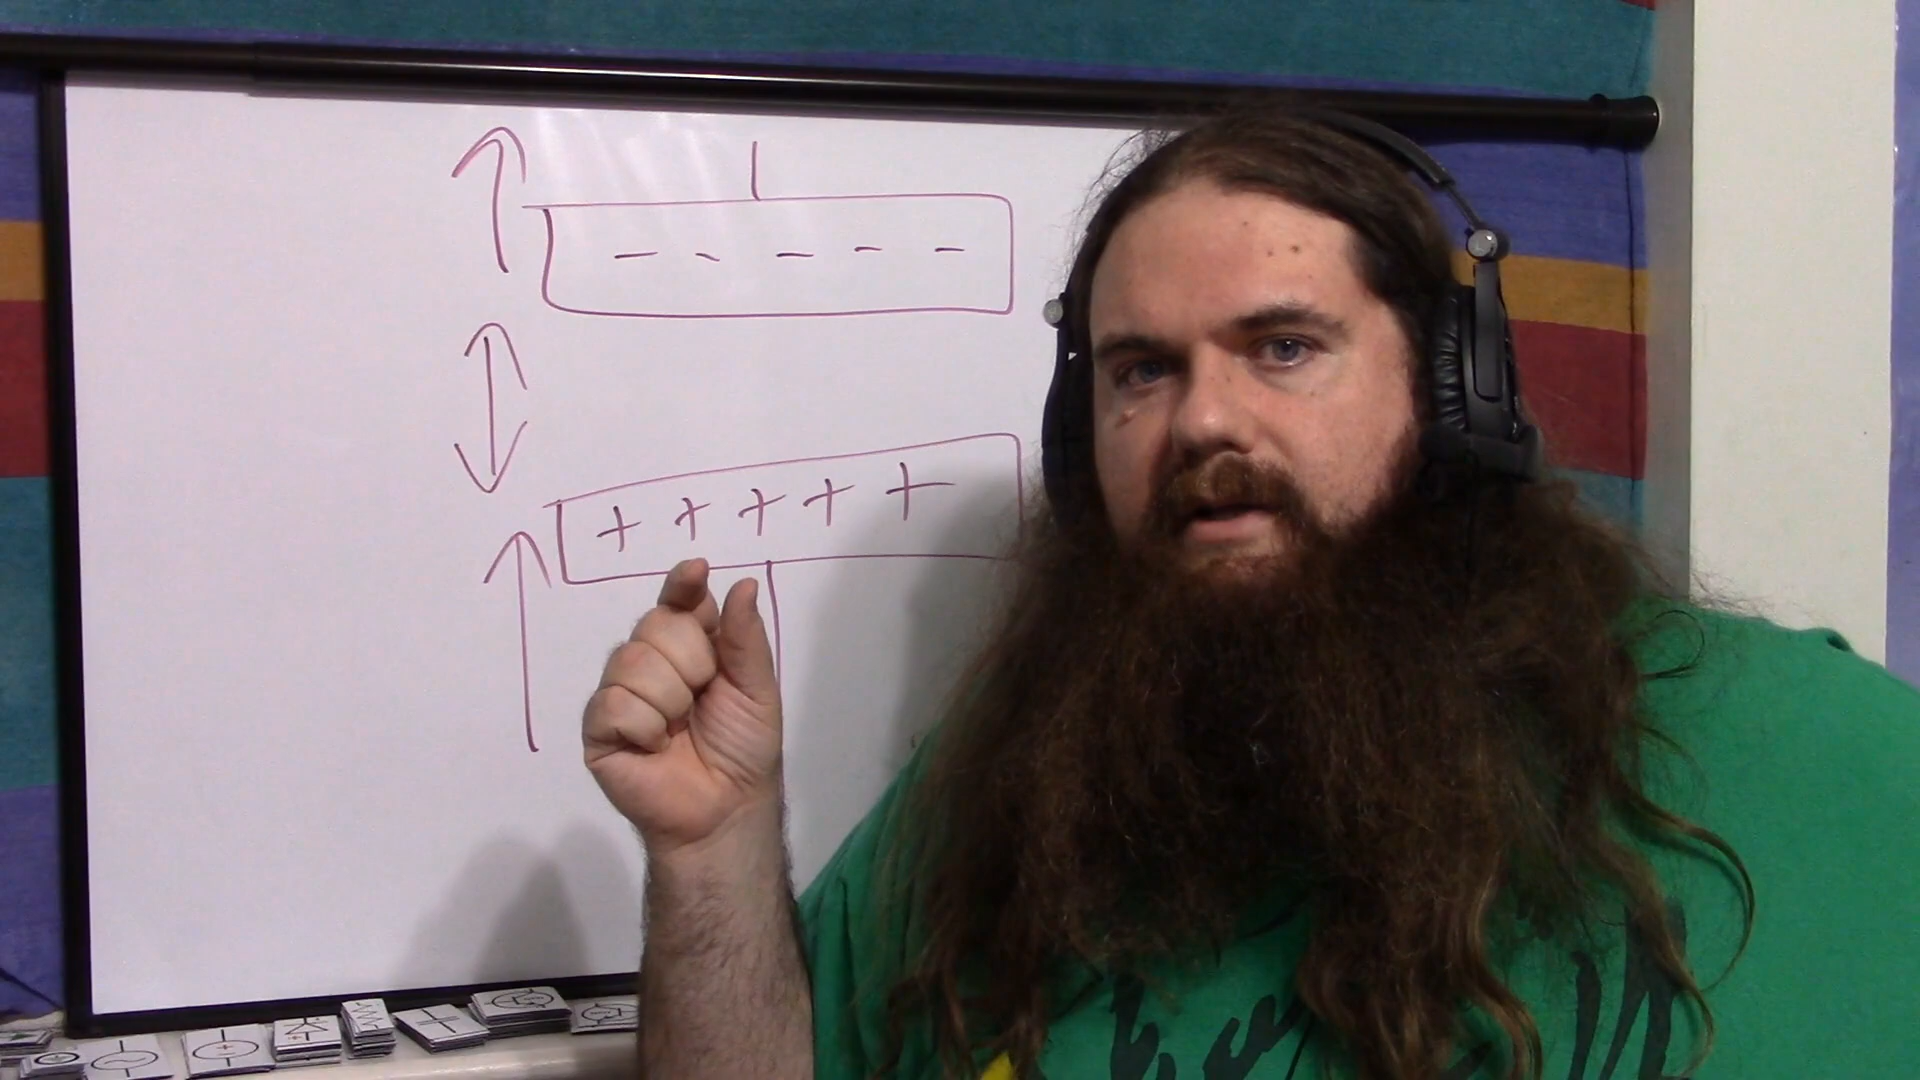 - - - - -
+ + + + +